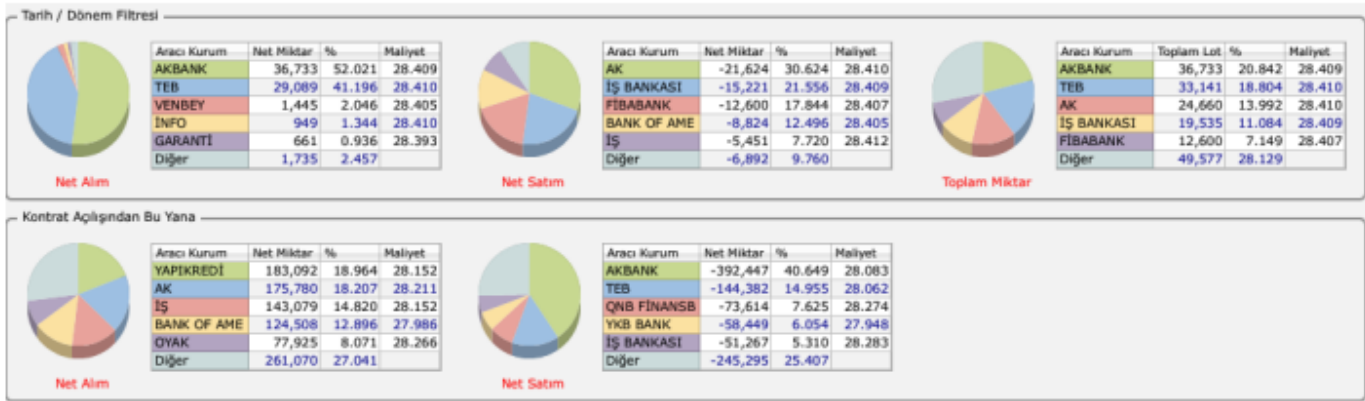 Tarih / Dönem Filtresi
Aracı Kurum Net Miktar % Maliyet
AKBANK 36,733 52.021 28.409
TEB 29,089 41.196 28.410
VENBEY 1,445 2.046 28.405
İNFO 949 1.344 28.410
GARANTİ 661 0.936 28.393
Diğer 1,735 2.457
Net Alım
Aracı Kurum Net Miktar % Maliyet
AK -21,624 30.624 28.410
İŞ BANKASI -15,221 21.556 28.409
FİBABANK -12,600 17.844 28.407
BANK OF AME -8,824 12.496 28.405
İŞ -5,451 7.720 28.412
Diğer -6,892 9.760
Net Satım
Aracı Kurum Toplam Lot % Maliyet
AKBANK 36,733 20.842 28.409
TEB 33,141 18.804 28.410
AK 24,660 13.992 28.410
İŞ BANKASI 19,535 11.084 28.409
FİBABANK 12,600 7.149 28.407
Diğer 49,577 28.129
Toplam Miktar
Kontrat Açılışından Bu Yana
Aracı Kurum Net Miktar % Maliyet
YAPIKREDİ 183,092 18.964 28.152
AK 175,780 18.207 28.211
İŞ 143,079 14.820 28.152
BANK OF AME 124,508 12.896 27.986
OYAK 77,925 8.071 28.266
Diğer 261,070 27.041
Net Alım
Aracı Kurum Net Miktar % Maliyet
AKBANK -392,447 40.649 28.083
TEB -144,382 14.955 28.062
QNB FİNANSB -73,614 7.625 28.274
YKB BANK -58,449 6.054 27.948
İŞ BANKASI -51,267 5.310 28.283
Diğer -245,295 25.407
Net Satım